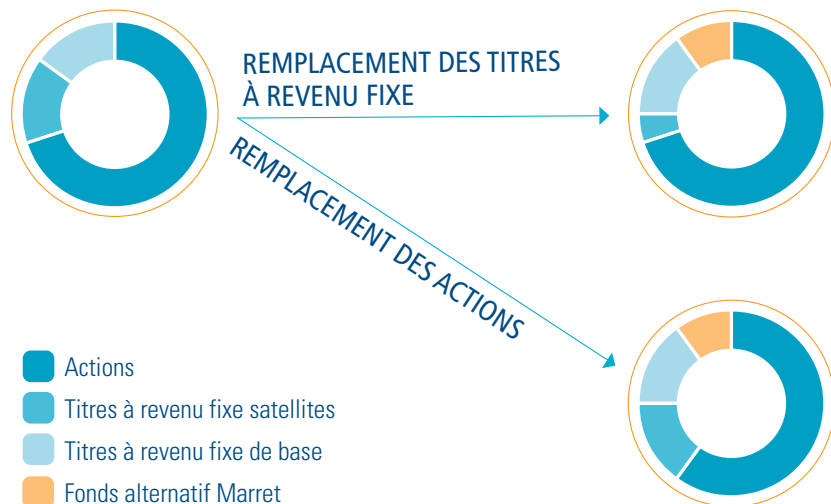 REMPLACEMENT DES TITRES
À REVENU FIXE
REMPLACEMENT DES ACTIONS
Actions
Titres à revenu fixe satellites
Titres à revenu fixe de base
Fonds alternatif Marret